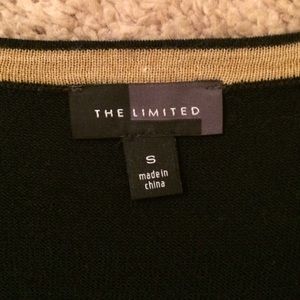 THE LIMITED
S
made in
china